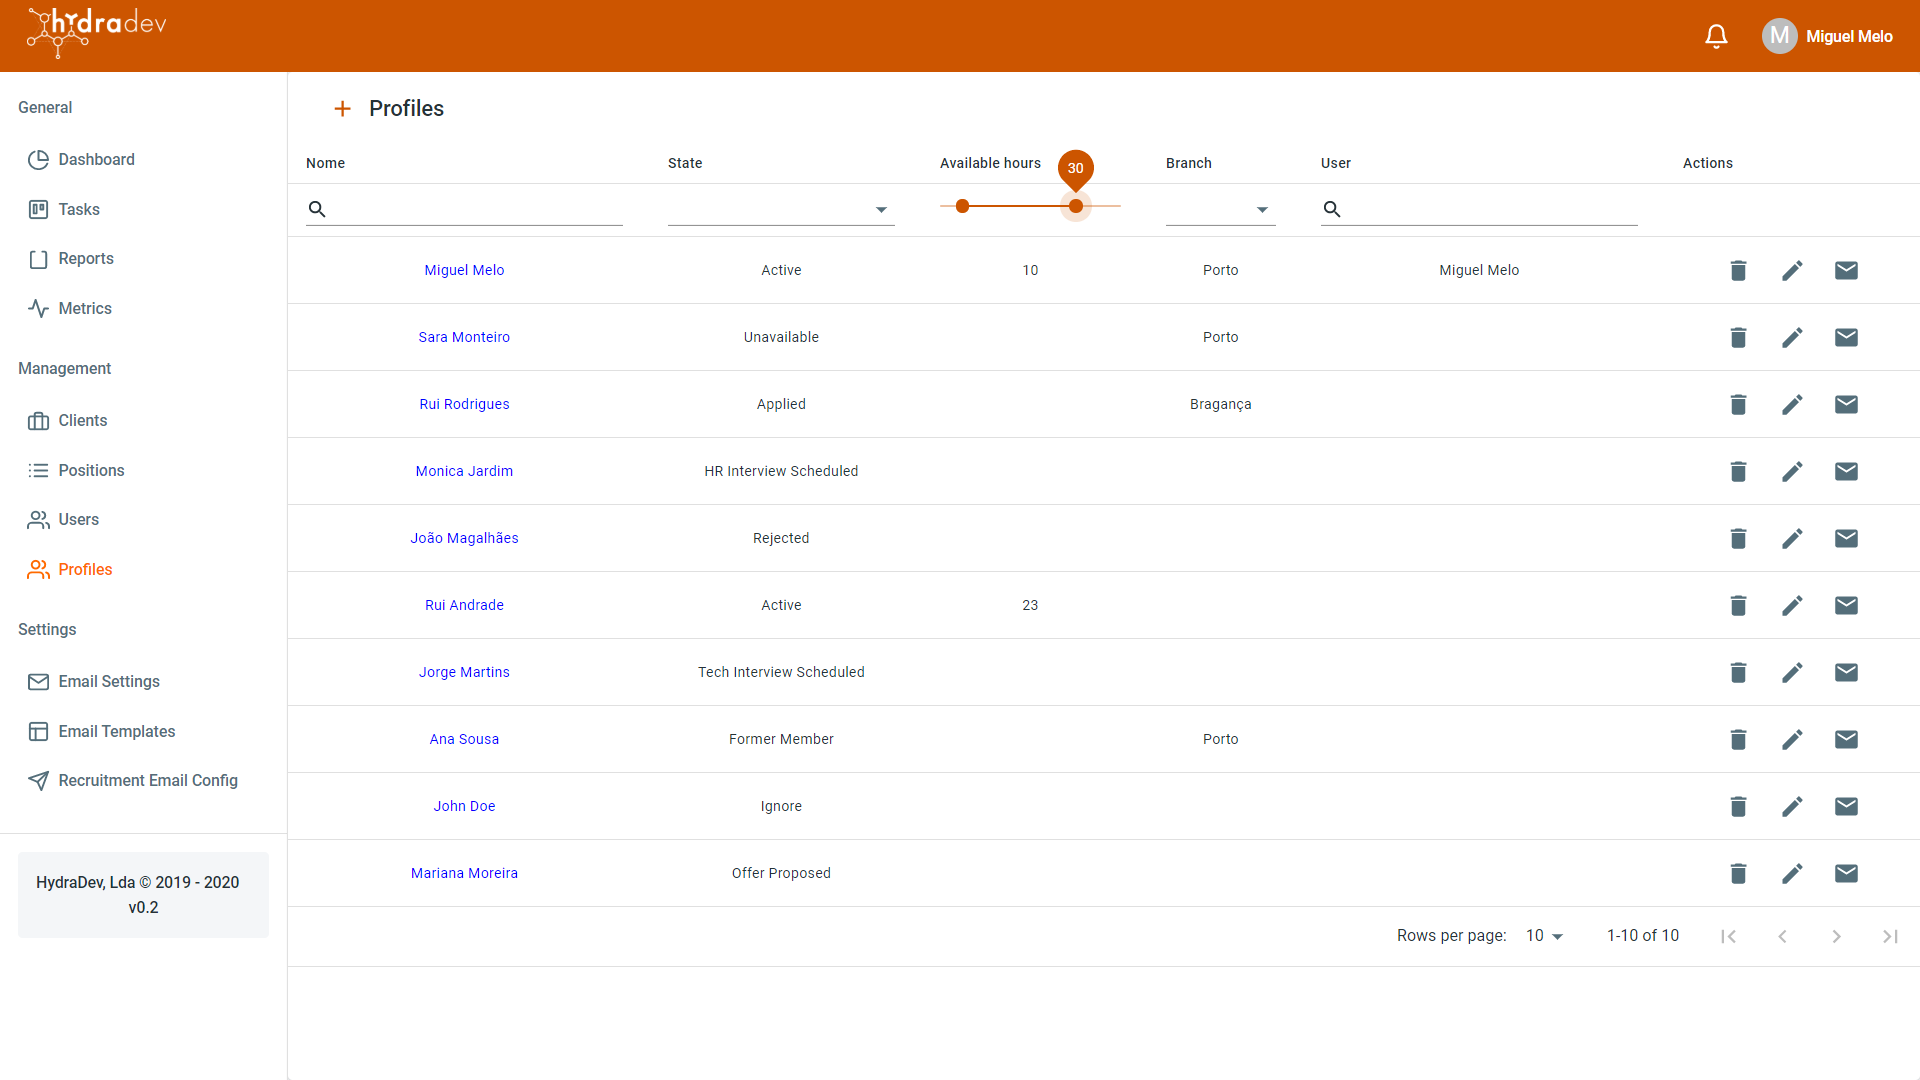 hydradev
M Miguel Melo
General
Dashboard
Tasks
Reports
Metrics
Management
Clients
Positions
Users
Profiles
Settings
Email Settings
Email Templates
Recruitment Email Config
HydraDev, Lda © 2019 - 2020
v0.2
+ Profiles
Nome State Available hours Branch User Actions
30
Miguel Melo Active 10 Porto Miguel Melo
Sara Monteiro Unavailable Porto
Rui Rodrigues Applied Bragança
Monica Jardim HR Interview Scheduled
João Magalhães Rejected
Rui Andrade Active 23
Jorge Martins Tech Interview Scheduled
Ana Sousa Former Member Porto
John Doe Ignore
Mariana Moreira Offer Proposed
Rows per page: 10 1-10 of 10